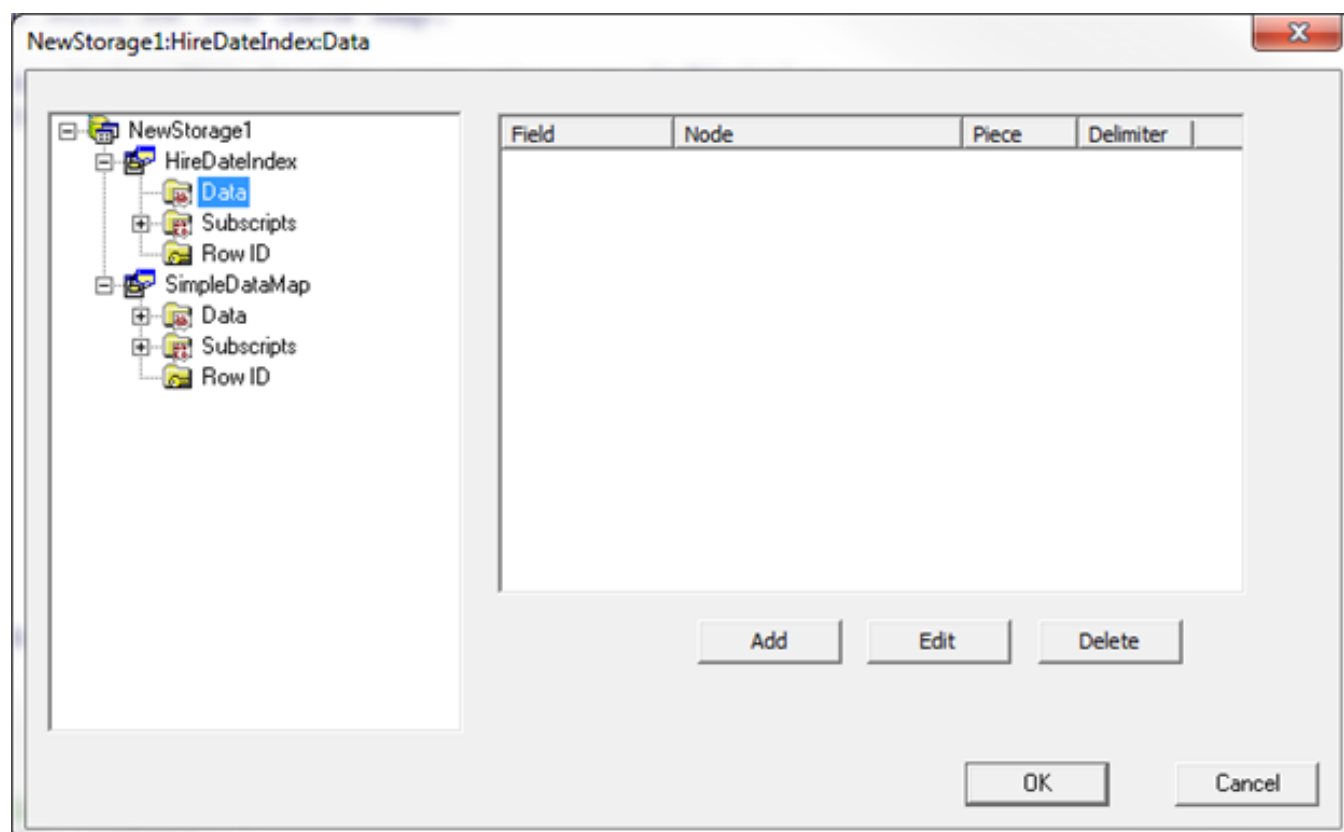 NewStorage1:HireDateIndex:Data
NewStorage1
HireDateIndex
Data
Subscripts
Row ID
SimpleDataMap
Data
Subscripts
Row ID
Field Node Piece Delimiter
Add Edit Delete
OK Cancel